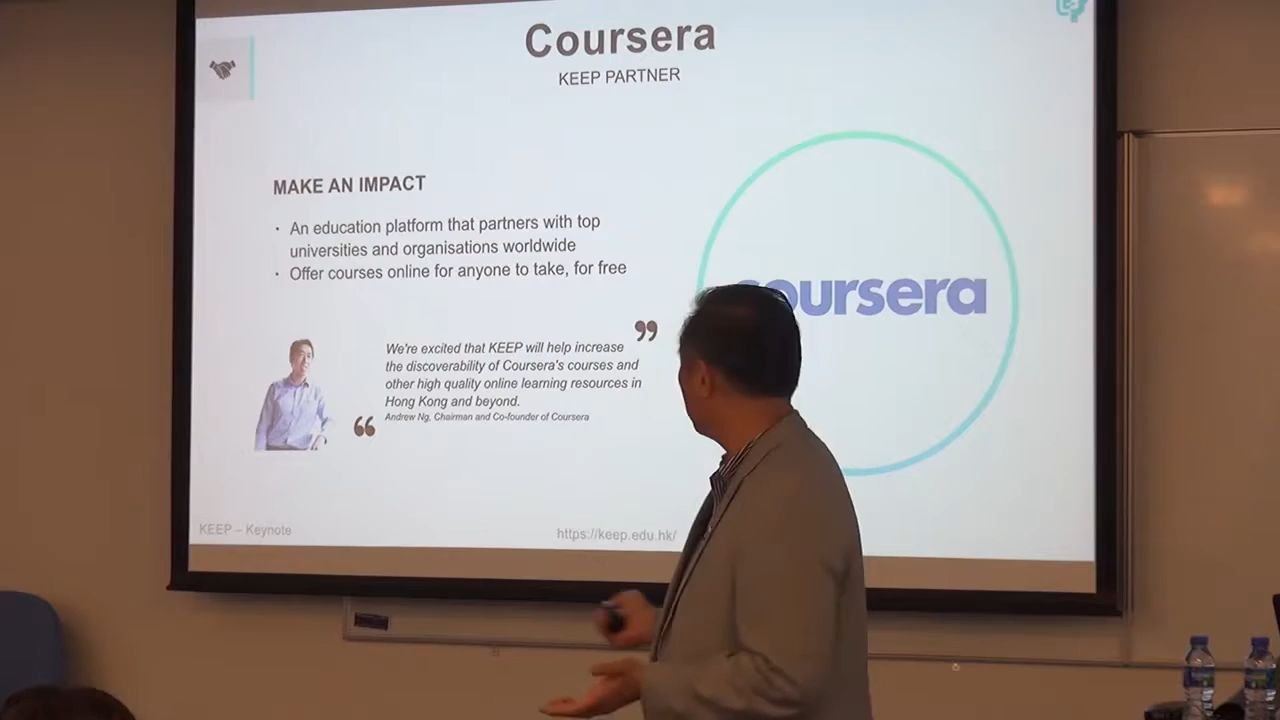 Coursera
KEEP PARTNER
MAKE AN IMPACT
· An education platform that partners with top
universities and organisations worldwide
· Offer courses online for anyone to take, for free
coursera
We're excited that KEEP will help increase ”
the discoverability of Coursera's courses and
other high quality online learning resources in
Hong Kong and beyond.
“ Andrew Ng, Chairman and Co-founder of Coursera
KEEP – Keynote
https://keep.edu.hk/